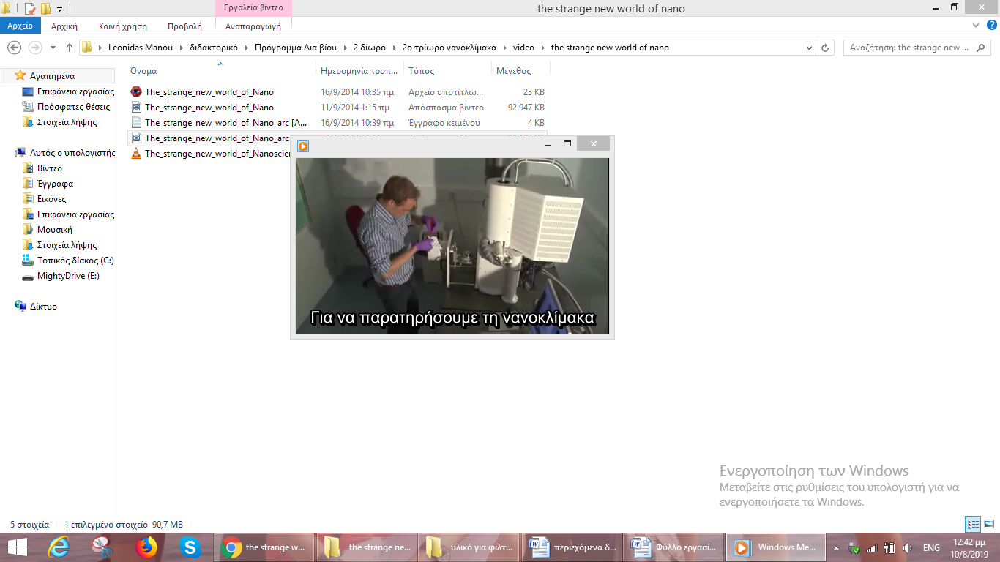 Εργαλεία βίντεο
the strange new world of nano
Αρχείο
Αρχική
Κοινή χρήση
Προβολή
Αναπαραγωγή
Leonidas Manou
διδακτορικό
Πρόγραμμα Δια βίου
2 δίωρο
2ο τρίωρο νανοκλίμακα
video
the strange new world of nano
Αναζήτηση: the strange new ...
Όνομα
Ημερομηνία τροπ...
Τύπος
Μέγεθος
Αγαπημένα
Επιφάνεια εργασίας
Πρόσφατες θέσεις
Στοιχεία λήψης
Αυτός ο υπολογιστής
Βίντεο
Έγγραφα
Εικόνες
Επιφάνεια εργασίας
Μουσική
Στοιχεία λήψης
Τοπικός δίσκος (C:)
MightyDrive (E:)
Δίκτυο
The_strange_new_world_of_Nano 16/9/2014 10:35 πμ Αρχείο υποτίτλω... 23 KB
The_strange_new_world_of_Nano 11/9/2014 1:15 πμ Απόσπασμα βίντεο 92.947 KB
The_strange_new_world_of_Nano_arc [A... 16/9/2014 10:39 πμ Έγγραφο κειμένου 4 KB
The_strange_new_world_of_Nano_arc
The_strange_new_world_of_Nanoscien
Για να παρατηρήσουμε τη νανοκλίμακα
Ενεργοποίηση των Windows
Μεταβείτε στις ρυθμίσεις του υπολογιστή για να
ενεργοποιήσετε τα Windows.
5 στοιχεία
1 επιλεγμένο στοιχείο 90,7 MB
the strange w...
the strange ne...
υλικό για φιλτ...
περιεχόμενα δ...
Φύλλο εργασί...
Windows Me...
ENG
12:42 μμ
10/8/2019